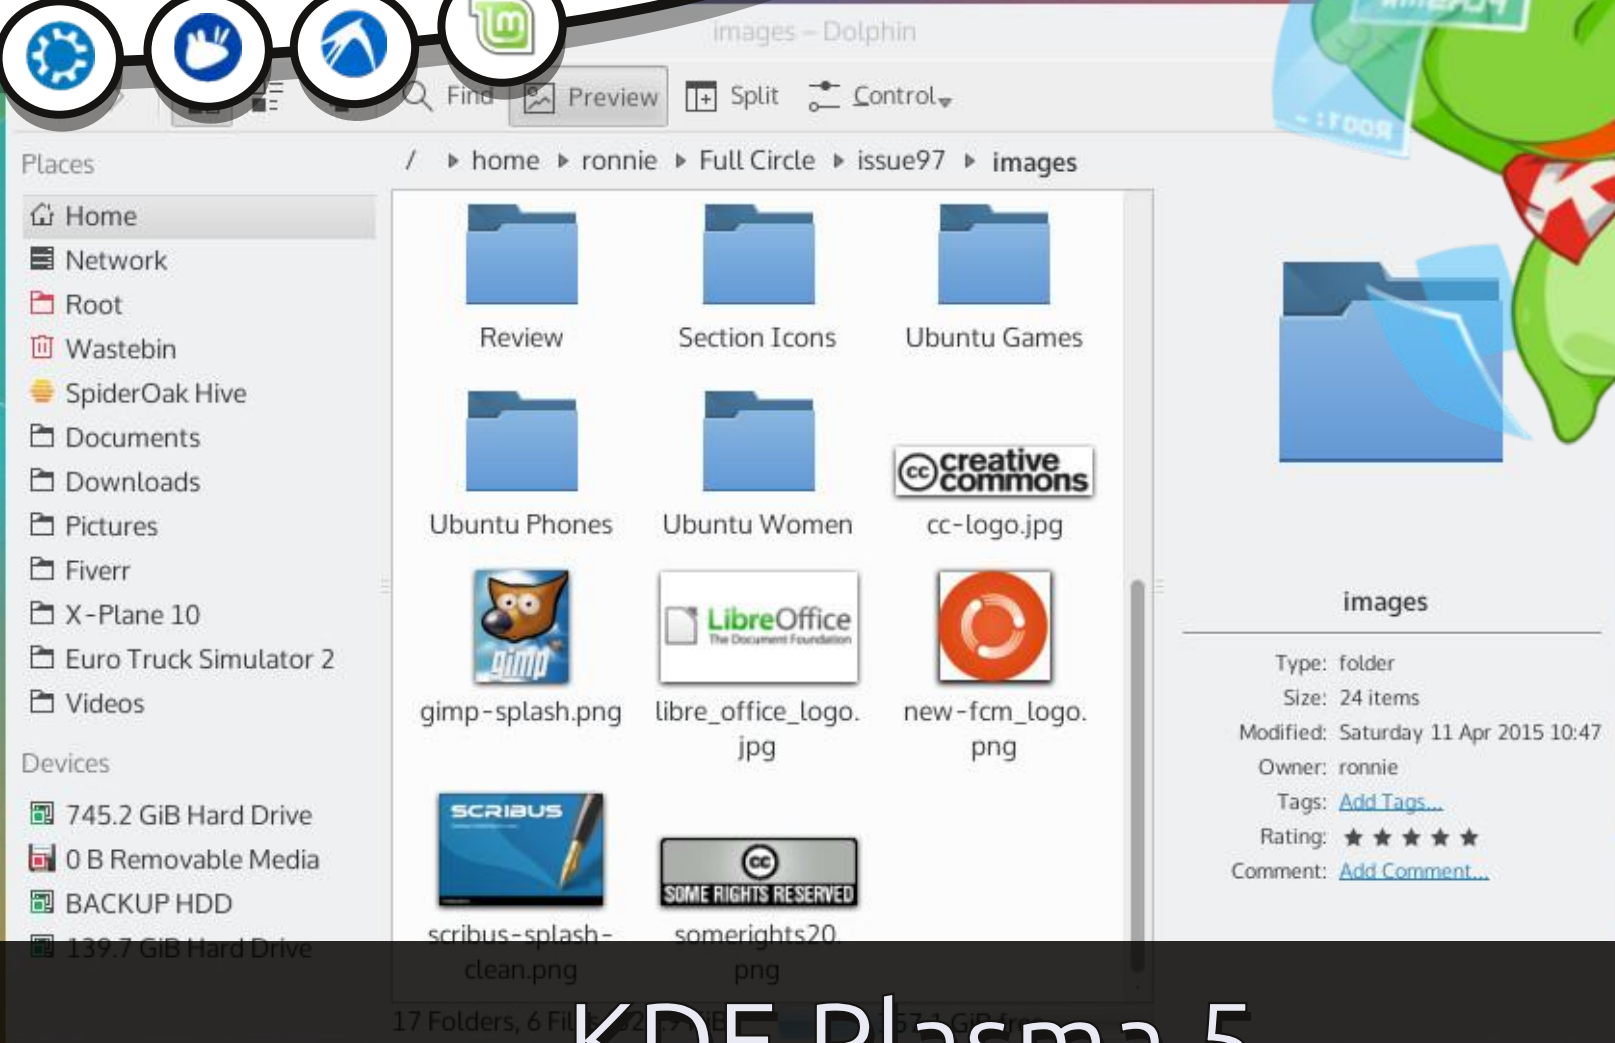 images – Dolphin
Find Preview Split Control
Places
/ home ronnie Full Circle issue97 images
Home
Network
Root
Wastebin
SpiderOak Hive
Documents
Downloads
Pictures
Fiverr
X-Plane 10
Euro Truck Simulator 2
Videos
Devices
745.2 GiB Hard Drive
0 B Removable Media
BACKUP HDD
139.7 GiB Hard Drive
Review Section Icons Ubuntu Games
creative
commons
Ubuntu Phones Ubuntu Women cc-logo.jpg
gimp
LibreOffice
The Document Foundation
gimp-splash.png libre_office_logo. new-fcm_logo.
jpg png
SCRIBUS
cc
SOME RIGHTS RESERVED
scribus-splash- somerights20.
clean.png png
17 Folders, 6 GiB free
images
Type: folder
Size: 24 items
Modified: Saturday 11 Apr 2015 10:47
Owner: ronnie
Tags: Add Tags...
Rating: ★ ★ ★ ★ ★
Comment: Add Comment...
ROOT: _
KDE Plasma 5